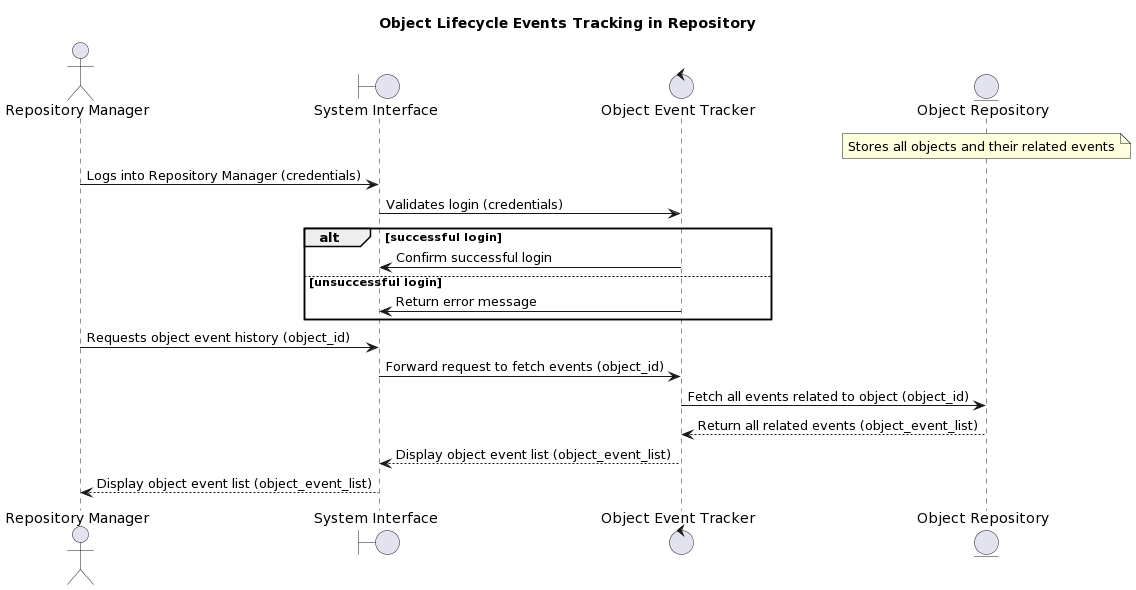 Object Lifecycle Events Tracking in Repository
Repository Manager
System Interface
Object Event Tracker
Object Repository
Stores all objects and their related events
Logs into Repository Manager (credentials)
Validates login (credentials)
alt
[successful login]
Confirm successful login
[unsuccessful login]
Return error message
Requests object event history (object_id)
Forward request to fetch events (object_id)
Fetch all events related to object (object_id)
Return all related events (object_event_list)
Display object event list (object_event_list)
Display object event list (object_event_list)
Repository Manager
System Interface
Object Event Tracker
Object Repository